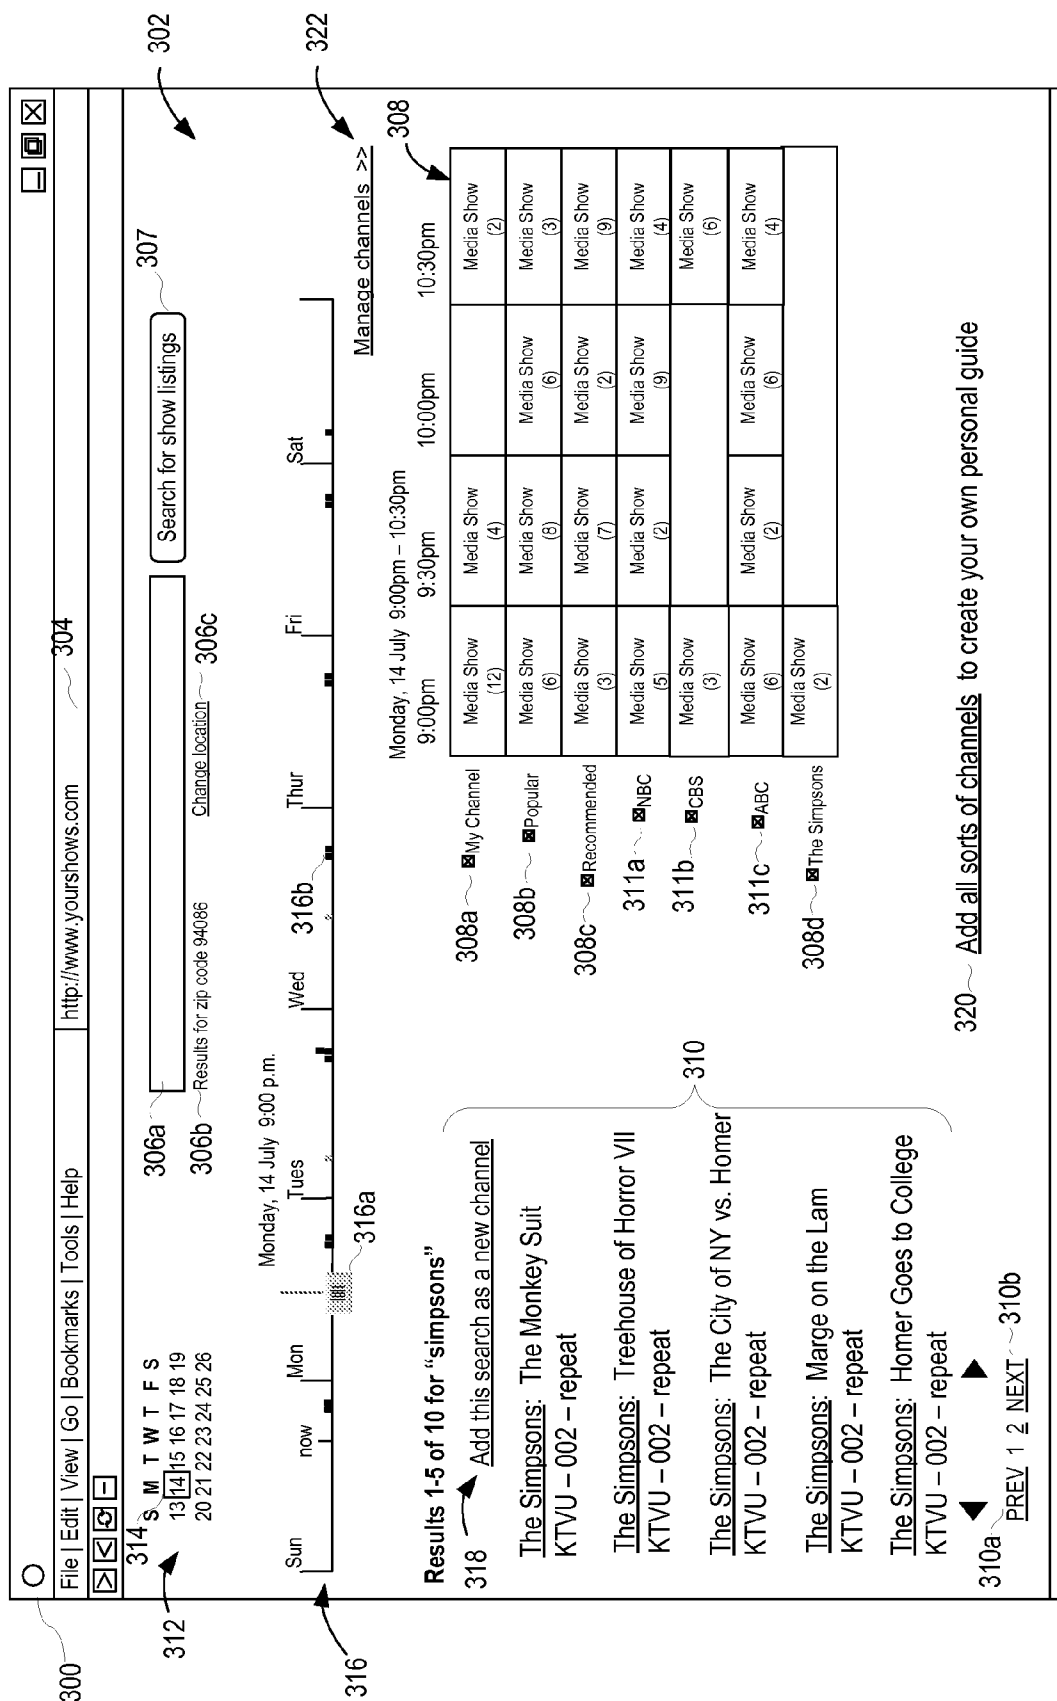 300
302
File | Edit | View | Go | Bookmarks | Tools | Help
http://www.yourshows.com
304
314
312
S M T W T F S
13 14 15 16 17 18 19
20 21 22 23 24 25 26
306a
Search for show listings
307
306b
Results for zip code 94086
Change location
306c
Monday, 14 July 9:00 p.m.
Sun
now
Mon
Tues
Wed
Thur
Fri
Sat
316
316a
316b
Manage channels >>
322
Results 1-5 of 10 for “simpsons”
318
Add this search as a new channel
The Simpsons: The Monkey Suit
KTVU – 002 – repeat
The Simpsons: Treehouse of Horror VII
KTVU – 002 – repeat
The Simpsons: The City of NY vs. Homer
KTVU – 002 – repeat
The Simpsons: Marge on the Lam
KTVU – 002 – repeat
The Simpsons: Homer Goes to College
KTVU – 002 – repeat
310
310a
PREV 1 2 NEXT
310b
Monday, 14 July 9:00pm – 10:30pm
9:00pm 9:30pm 10:00pm 10:30pm
308
308a
My Channel
Media Show (12)
Media Show (4)
Media Show (2)
308b
Popular
Media Show (6)
Media Show (8)
Media Show (6)
Media Show (3)
308c
Recommended
Media Show (3)
Media Show (7)
Media Show (2)
Media Show (9)
311a
NBC
Media Show (5)
Media Show (2)
Media Show (9)
Media Show (4)
311b
CBS
Media Show (3)
Media Show (6)
311c
ABC
Media Show (6)
Media Show (2)
Media Show (6)
Media Show (4)
308d
The Simpsons
Media Show (2)
320
Add all sorts of channels to create your own personal guide